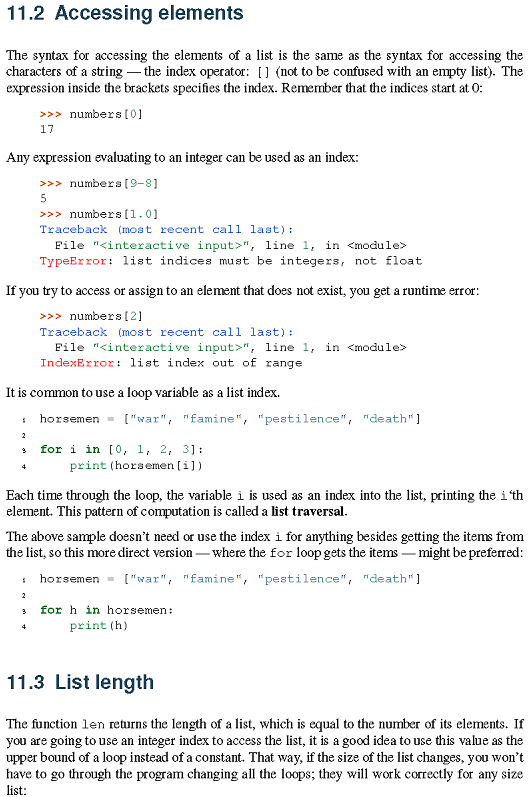 11.2 Accessing elements
The syntax for accessing the elements of a list is the same as the syntax for accessing the
characters of a string — the index operator: [] (not to be confused with an empty list). The
expression inside the brackets specifies the index. Remember that the indices start at 0:
>>> numbers[0]
17
Any expression evaluating to an integer can be used as an index:
>>> numbers[9-8]
5
>>> numbers[1.0]
Traceback (most recent call last):
File "<interactive input>", line 1, in <module>
TypeError: list indices must be integers, not float
If you try to access or assign to an element that does not exist, you get a runtime error:
>>> numbers[2]
Traceback (most recent call last):
File "<interactive input>", line 1, in <module>
IndexError: list index out of range
It is common to use a loop variable as a list index.
1 horsemen = ["war", "famine", "pestilence", "death"]
2
3 for i in [0, 1, 2, 3]:
4 print(horsemen[i])
Each time through the loop, the variable i is used as an index into the list, printing the i'th
element. This pattern of computation is called a list traversal.
The above sample doesn't need or use the index i for anything besides getting the items from
the list, so this more direct version — where the for loop gets the items — might be preferred:
1 horsemen = ["war", "famine", "pestilence", "death"]
2
3 for h in horsemen:
4 print(h)
11.3 List length
The function len returns the length of a list, which is equal to the number of its elements. If
you are going to use an integer index to access the list, it is a good idea to use this value as the
upper bound of a loop instead of a constant. That way, if the size of the list changes, you won't
have to go through the program changing all the loops; they will work correctly for any size
list: